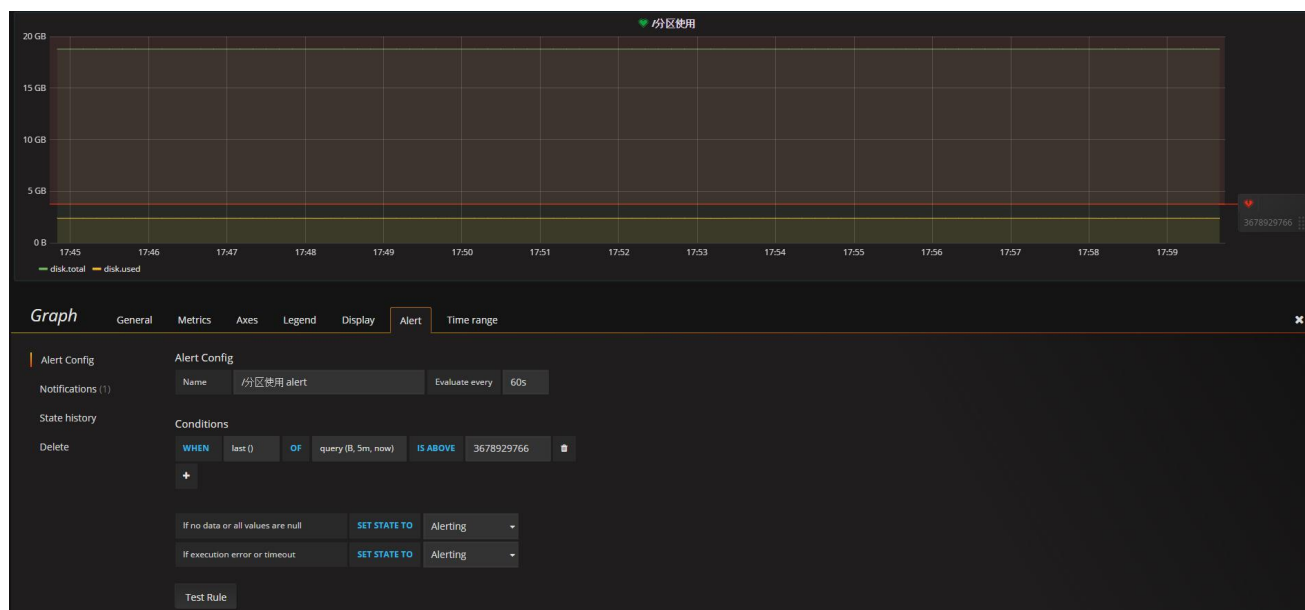 /分区使用
20 GB
15 GB
10 GB
5 GB
0 B
3678929766
17:45 17:46 17:47 17:48 17:49 17:50 17:51 17:52 17:53 17:54 17:55 17:56 17:57 17:58 17:59
disk.total disk.used
Graph General Metrics Axes Legend Display Alert Time range
Alert Config
Notifications (1)
State history
Delete
Alert Config
Name /分区使用 alert Evaluate every 60s
Conditions
WHEN last () OF query (B, 5m, now) IS ABOVE 3678929766
If no data or all values are null SET STATE TO Alerting
If execution error or timeout SET STATE TO Alerting
Test Rule